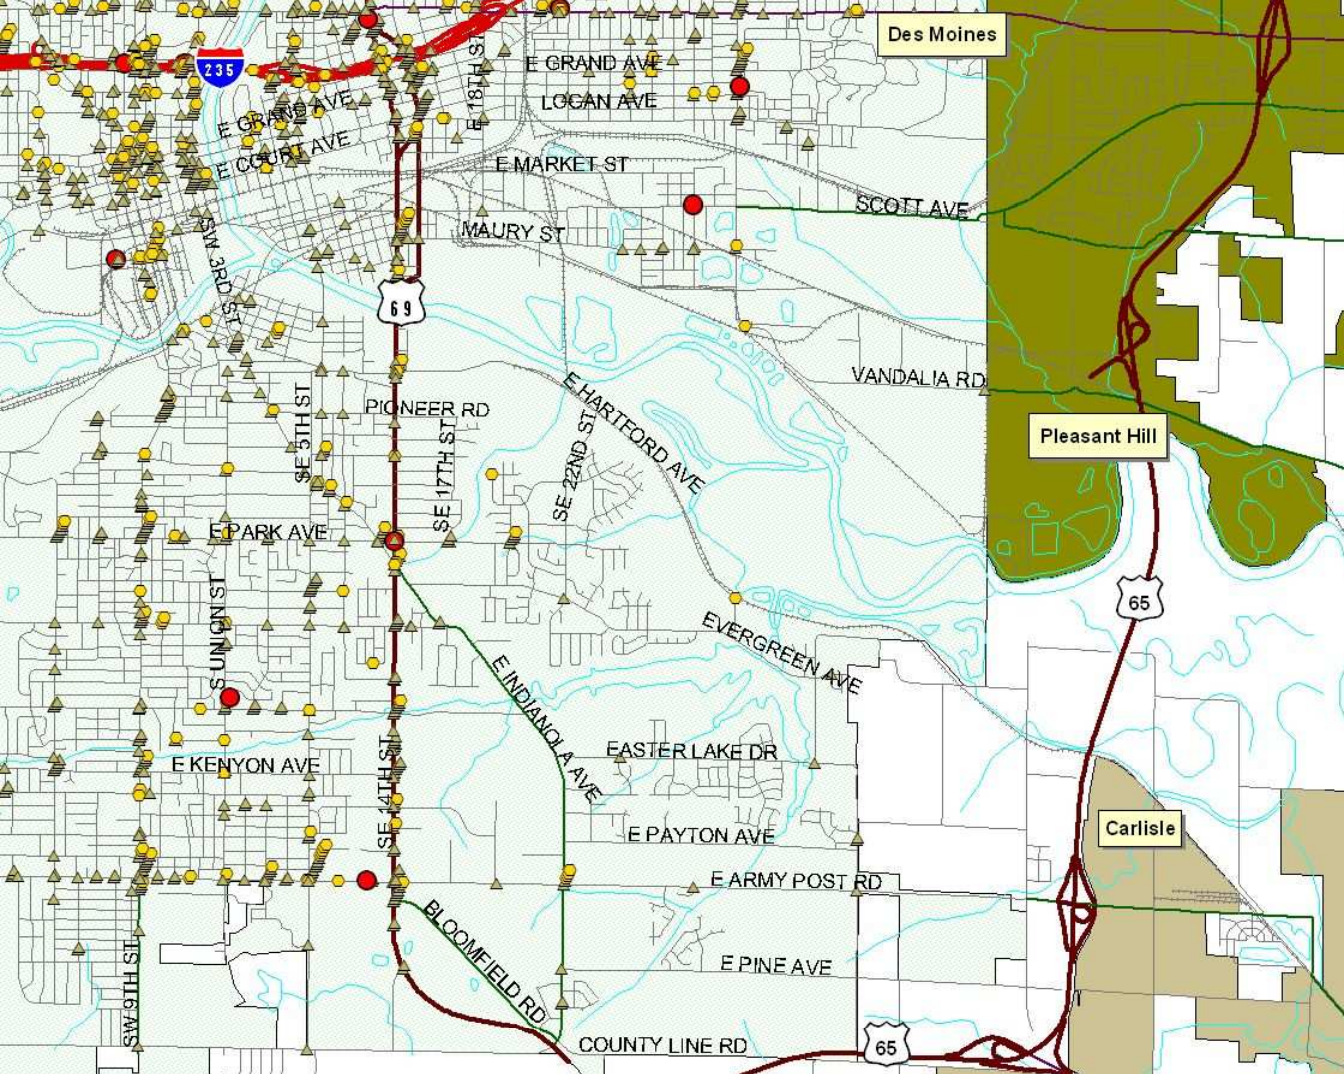 Des Moines
E 18TH ST
E GRAND AVE
235
LOGAN AVE
E GRAND AVE
E COURT AVE
E MARKET ST
SCOTT AVE
MAURY ST
SW 3RD ST
69
VANDALIA RD
E HARTFORD AVE
PIONEER RD
SE 5TH ST
SE 17TH ST
SE 22ND ST
Pleasant Hill
E PARK AVE
S UNION ST
65
EVERGREEN AVE
E INDIANOLA AVE
EASTER LAKE DR
E KENYON AVE
SE 14TH ST
E PAYTON AVE
Carlisle
E ARMY POST RD
BLOOMFIELD RD
SW 9TH ST
E PINE AVE
COUNTY LINE RD
65